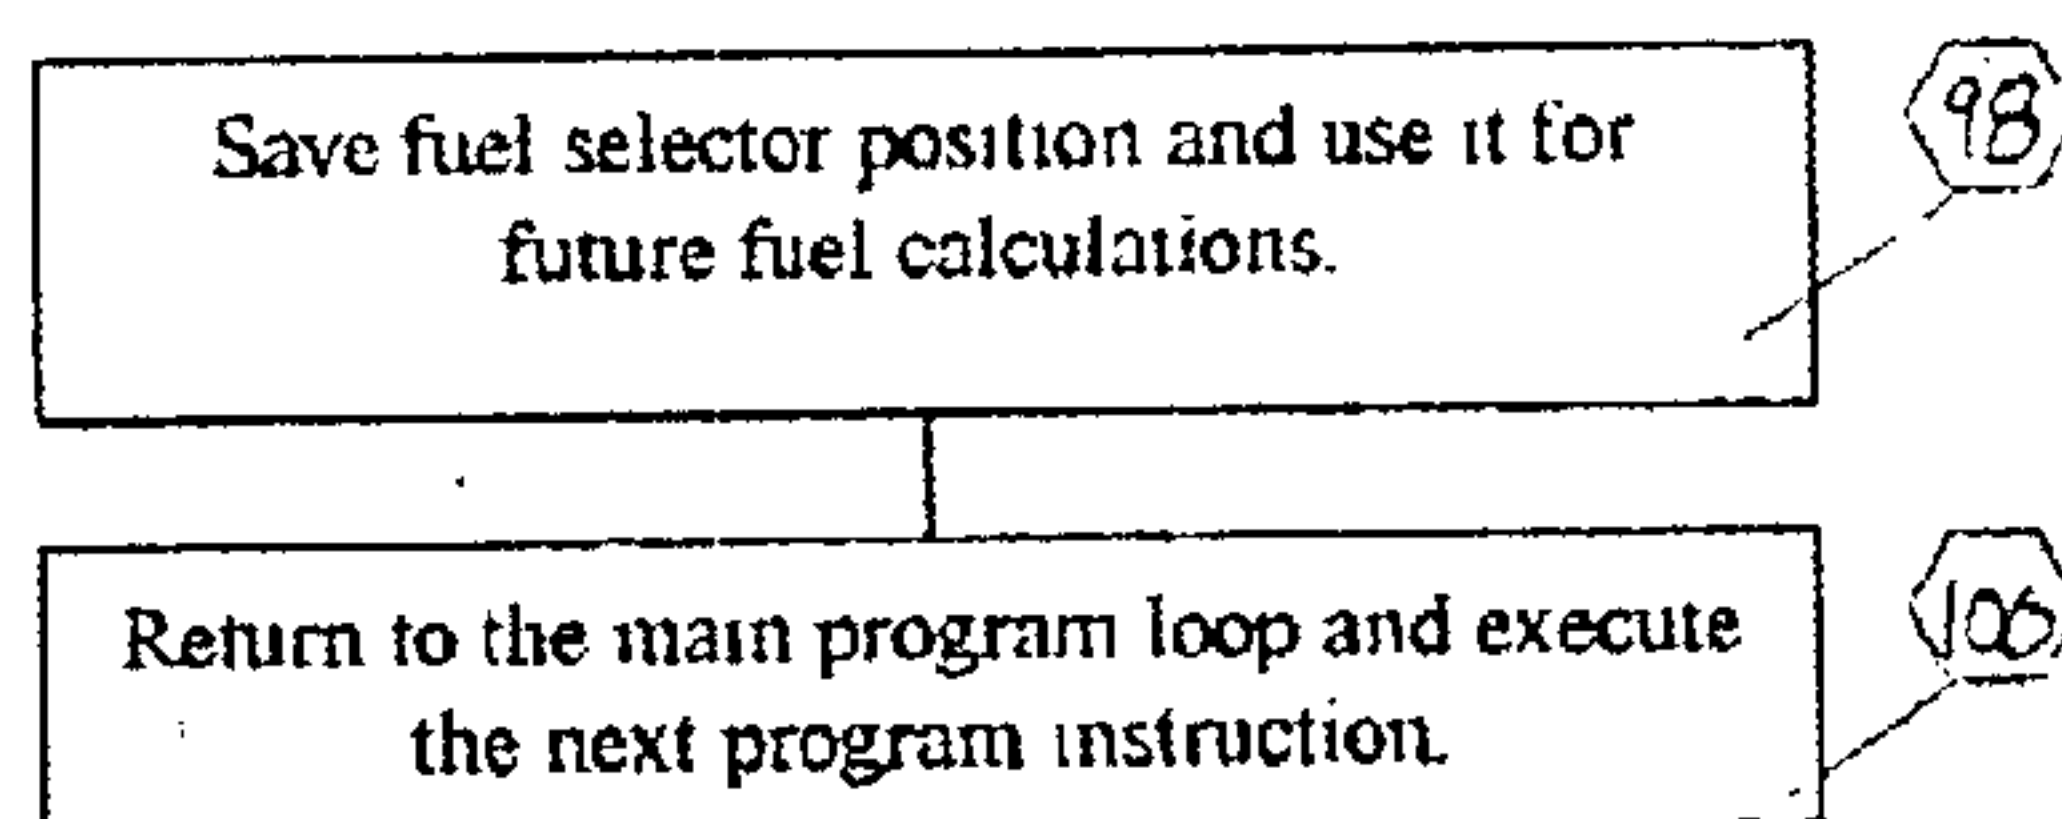 Save fuel selector position and use it for
98
future fuel calculations.
Return to the main program loop and execute
106
the next program instruction.